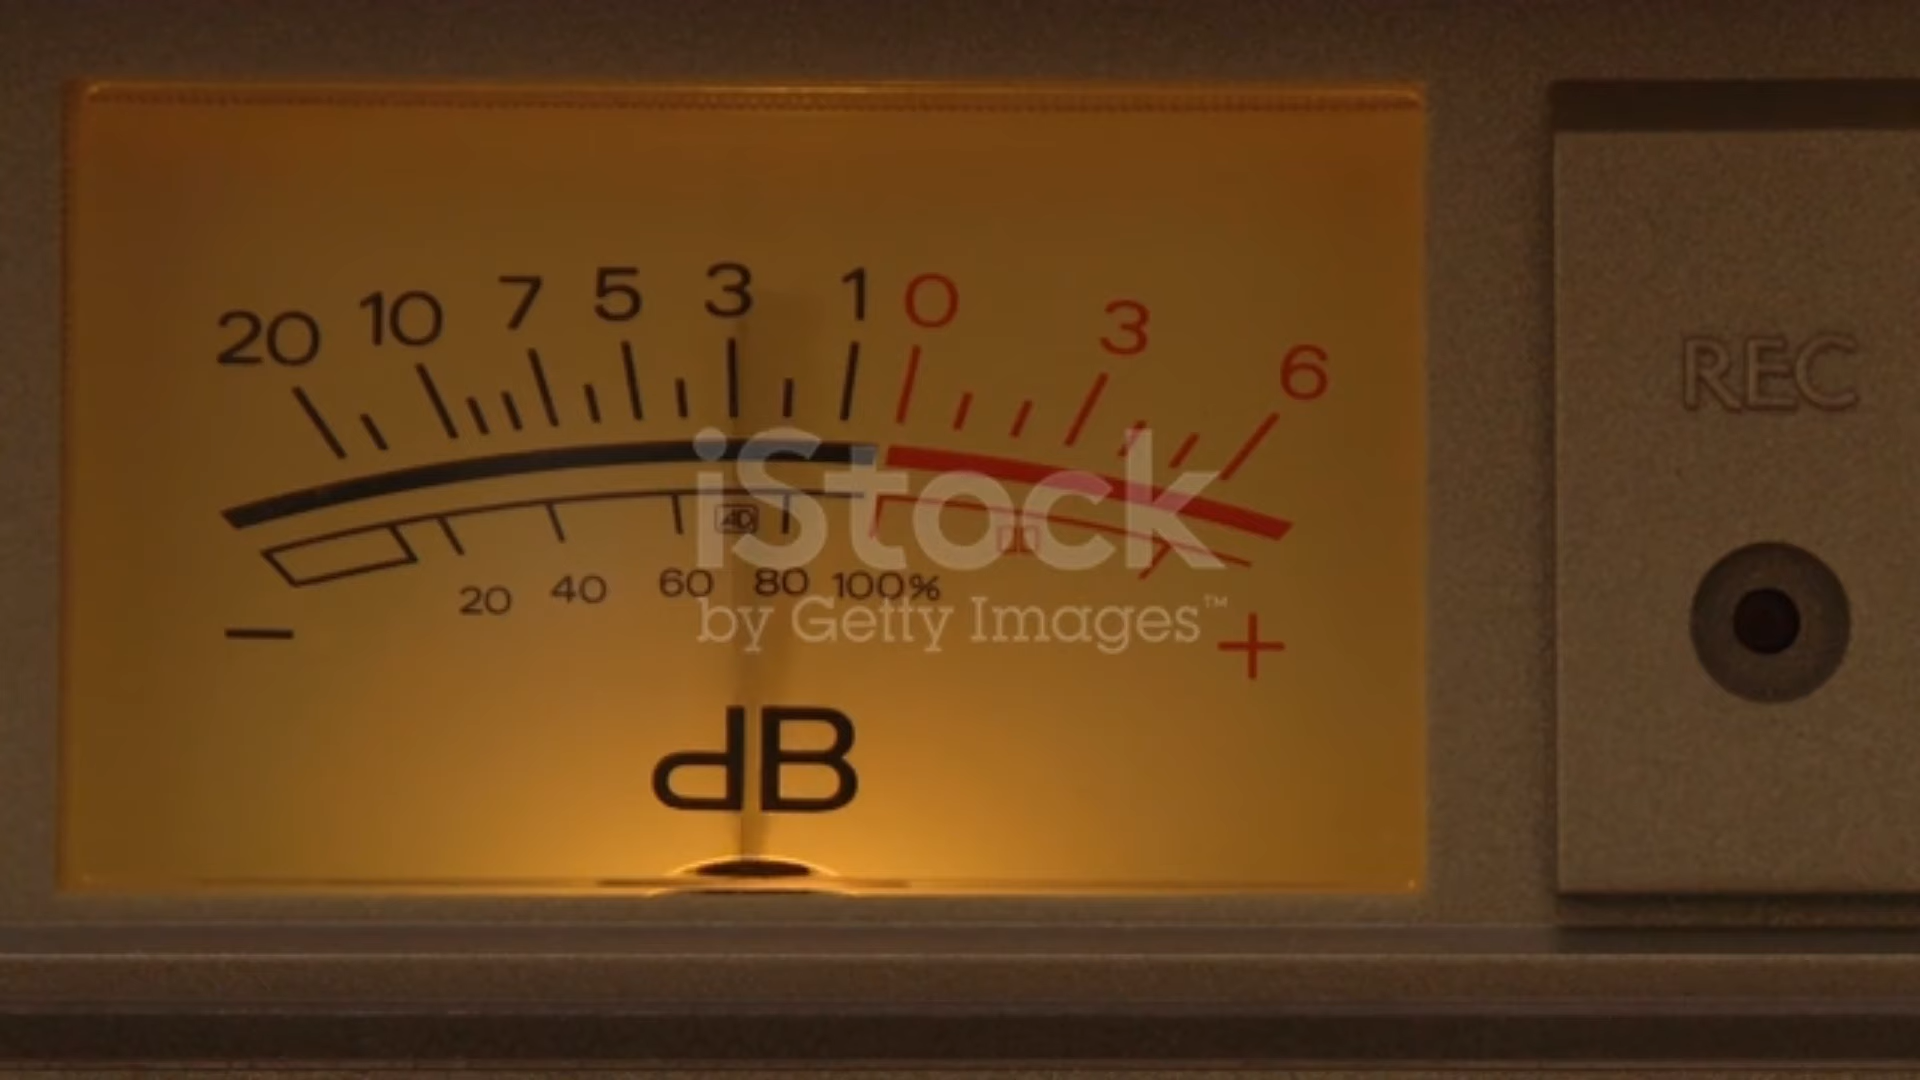 20 10 7 5 3 1 0 3 6
20 40 60 80 100%
− +
dB
REC
iStock
by Getty Images™